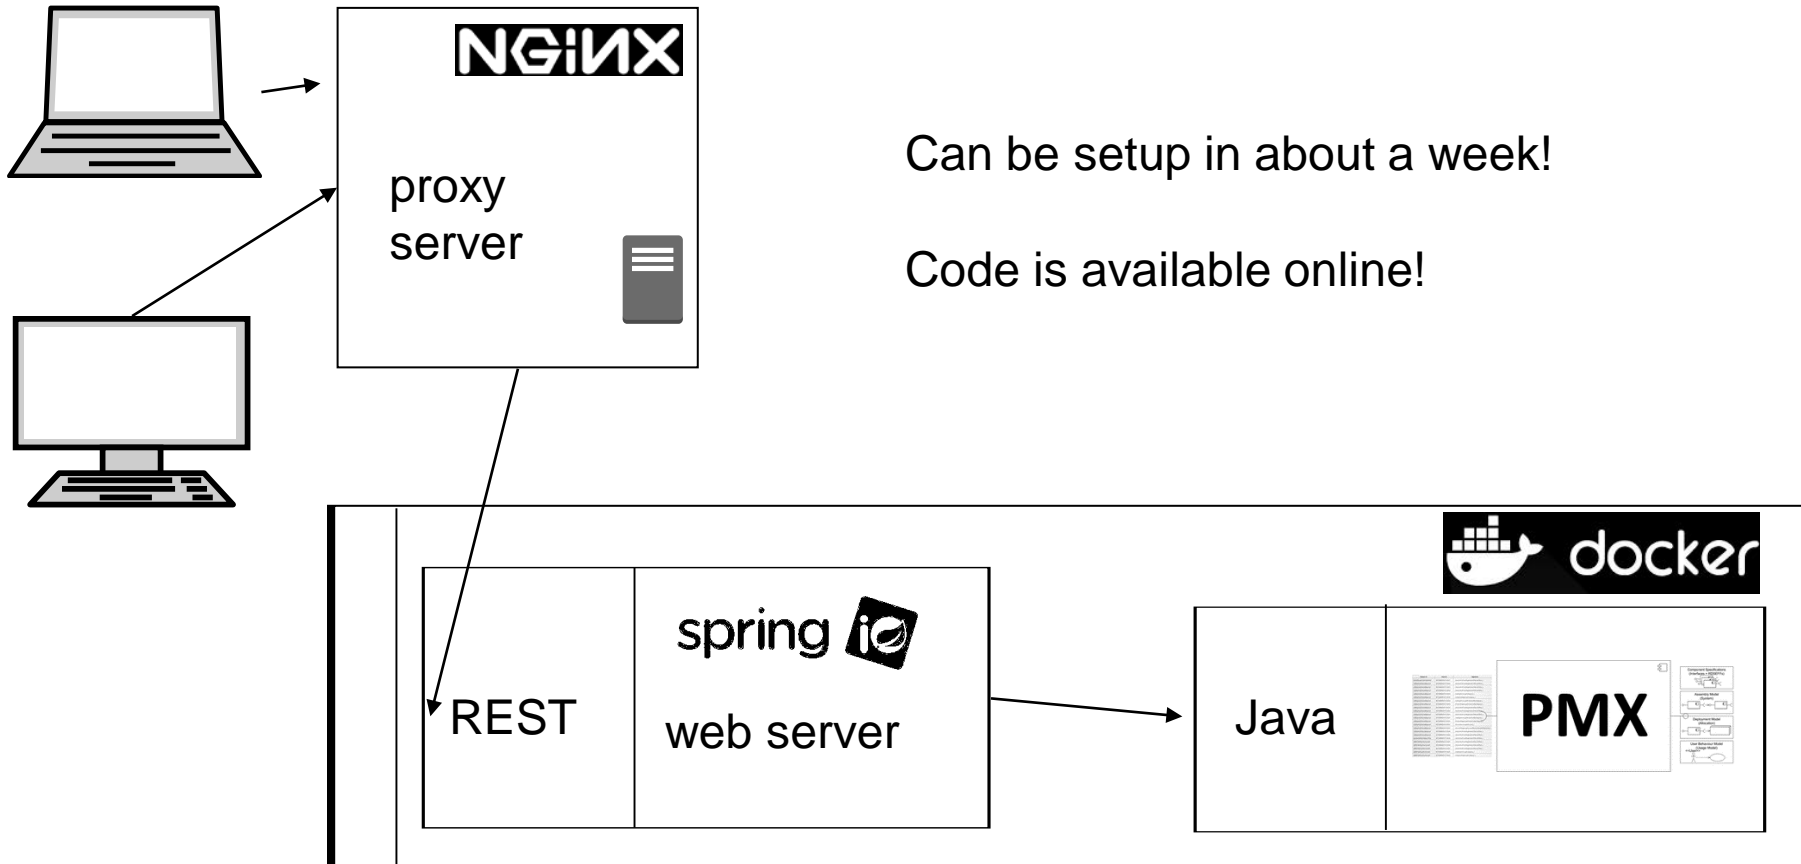 NGiNX
proxy
server
Can be setup in about a week!
Code is available online!
docker
spring
io
REST
web server
Java
PMX